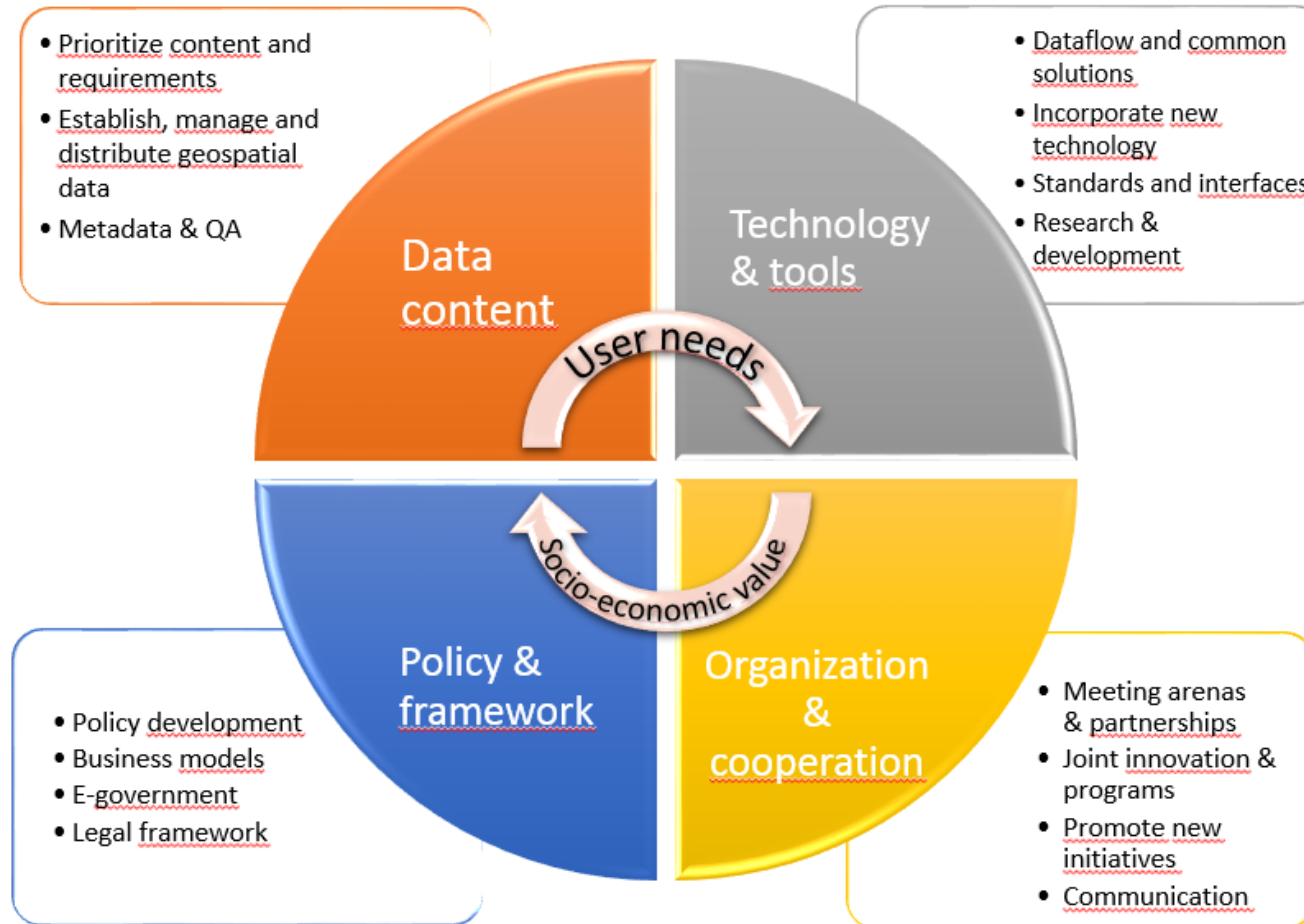 • Prioritize content and
requirements
• Establish, manage and
distribute geospatial
data
• Metadata & QA
• Dataflow and common
solutions
• Incorporate new
technology
• Standards and interfaces
• Research &
development
Data
content
Technology
& tools
User needs
Socio-economic value
Policy &
framework
Organization
&
cooperation
• Policy development
• Business models
• E-government
• Legal framework
• Meeting arenas
& partnerships
• Joint innovation &
programs
• Promote new
initiatives
• Communication